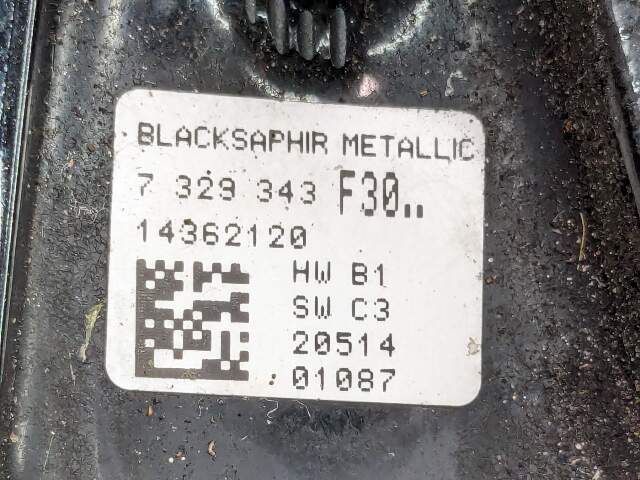 BLACKSAPHIR METALLIC
7 329 343 F30..
14362120
HW B1
SW C3
20514
01087